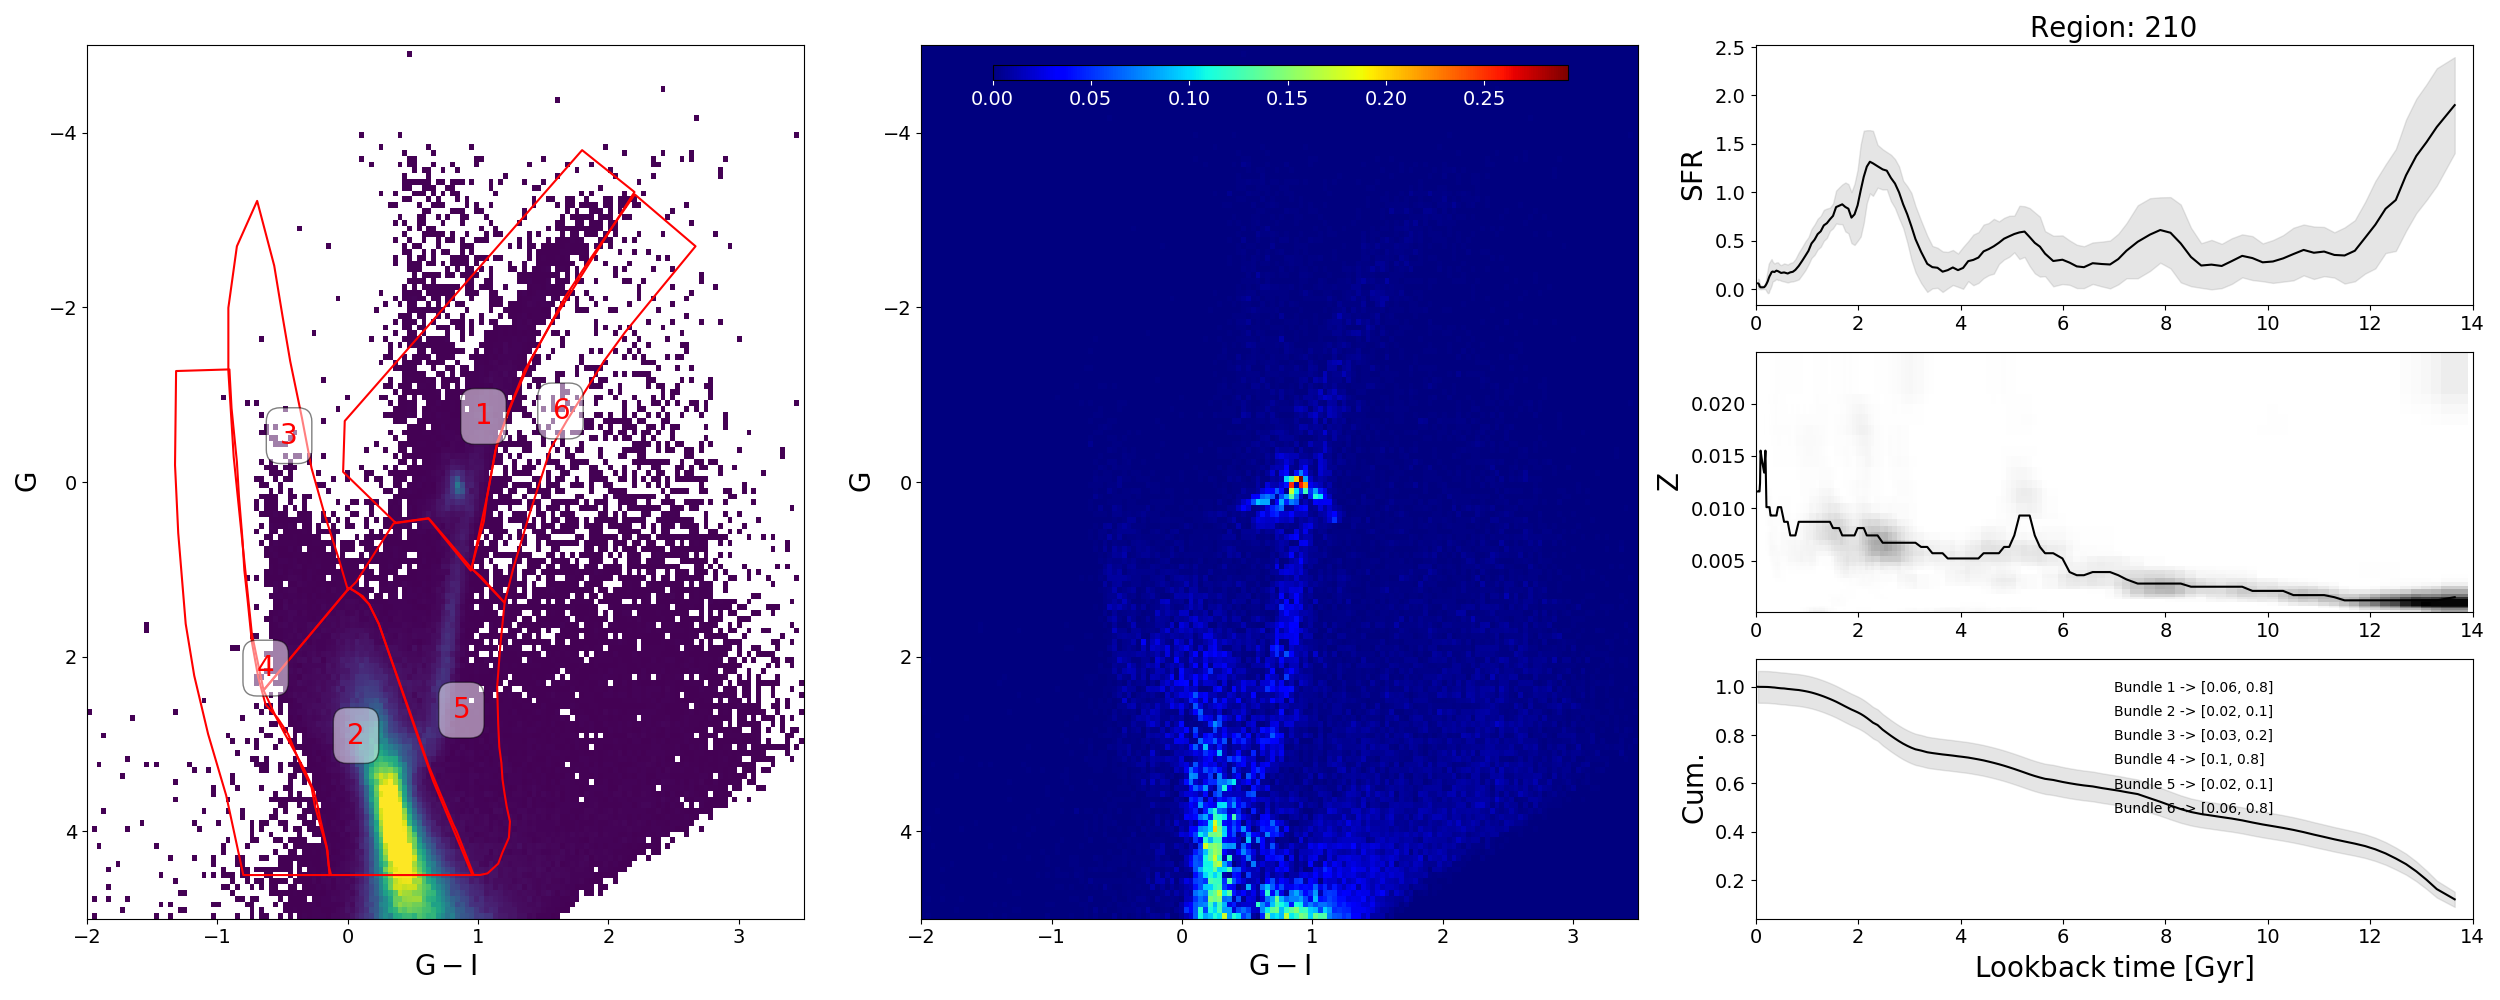 −4
−2
0
2
4
G
−2
−1
0
1
2
3
G − I
1
6
3
4
5
2
0.00 0.05 0.10 0.15 0.20 0.25
−4
−2
0
2
4
G
−2
−1
0
1
2
3
G − I
Region: 210
2.5
2.0
1.5
1.0
0.5
0.0
SFR
0 2 4 6 8 10 12 14
0.020
0.015
0.010
0.005
Z
0 2 4 6 8 10 12 14
1.0
0.8
0.6
0.4
0.2
Cum.
Bundle 1 -> [0.06, 0.8]
Bundle 2 -> [0.02, 0.1]
Bundle 3 -> [0.03, 0.2]
Bundle 4 -> [0.1, 0.8]
Bundle 5 -> [0.02, 0.1]
Bundle 6 -> [0.06, 0.8]
0 2 4 6 8 10 12 14
Lookback time [Gyr]